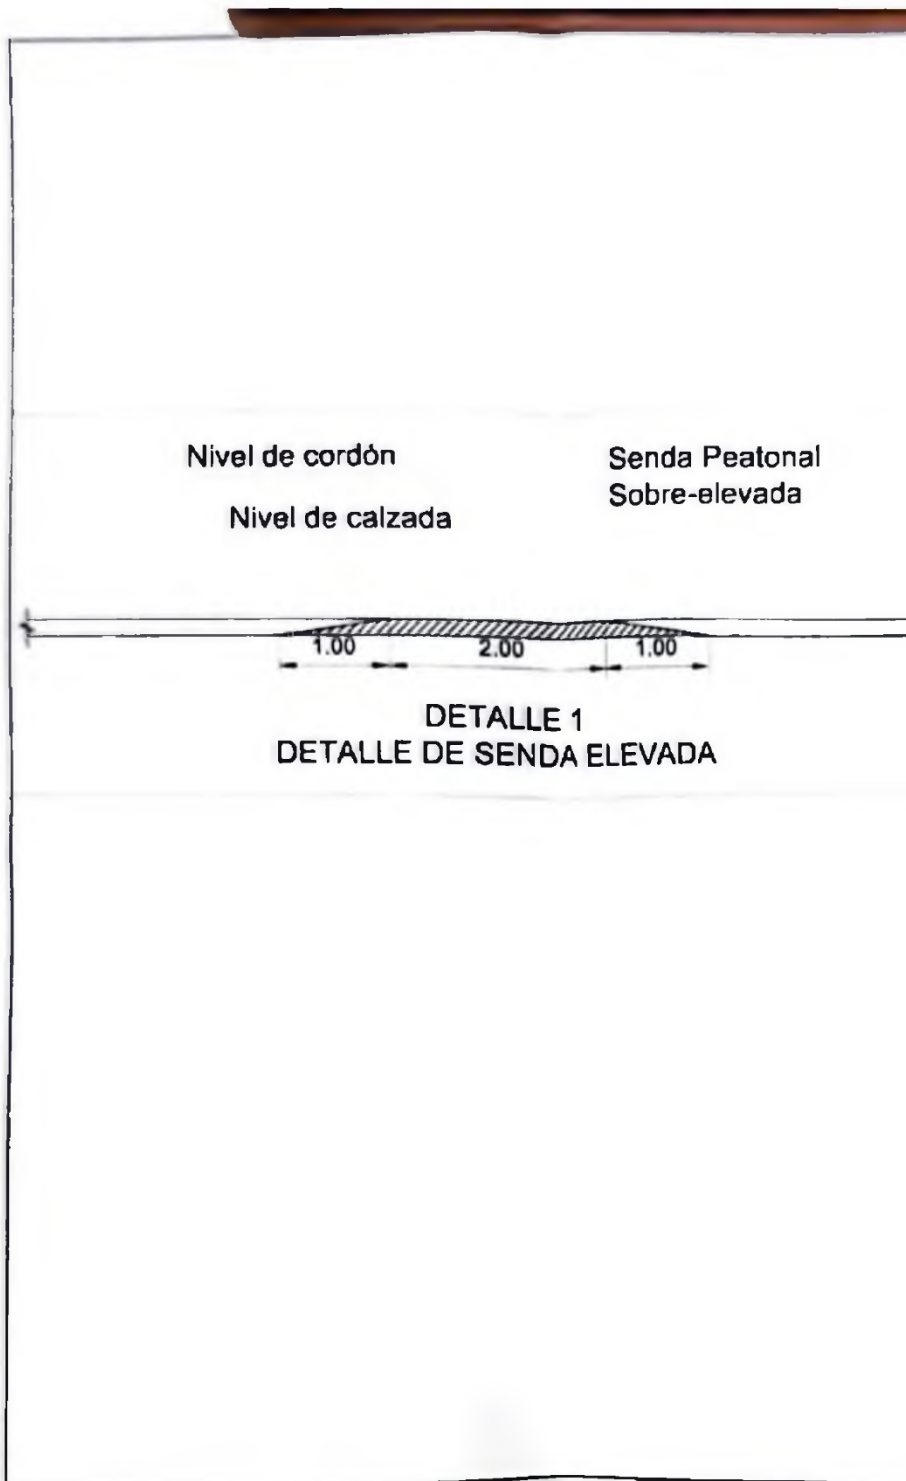 Nivel de cordón
Senda Peatonal
Sobre-elevada
Nivel de calzada
1.00
2.00
1.00
DETALLE 1
DETALLE DE SENDA ELEVADA